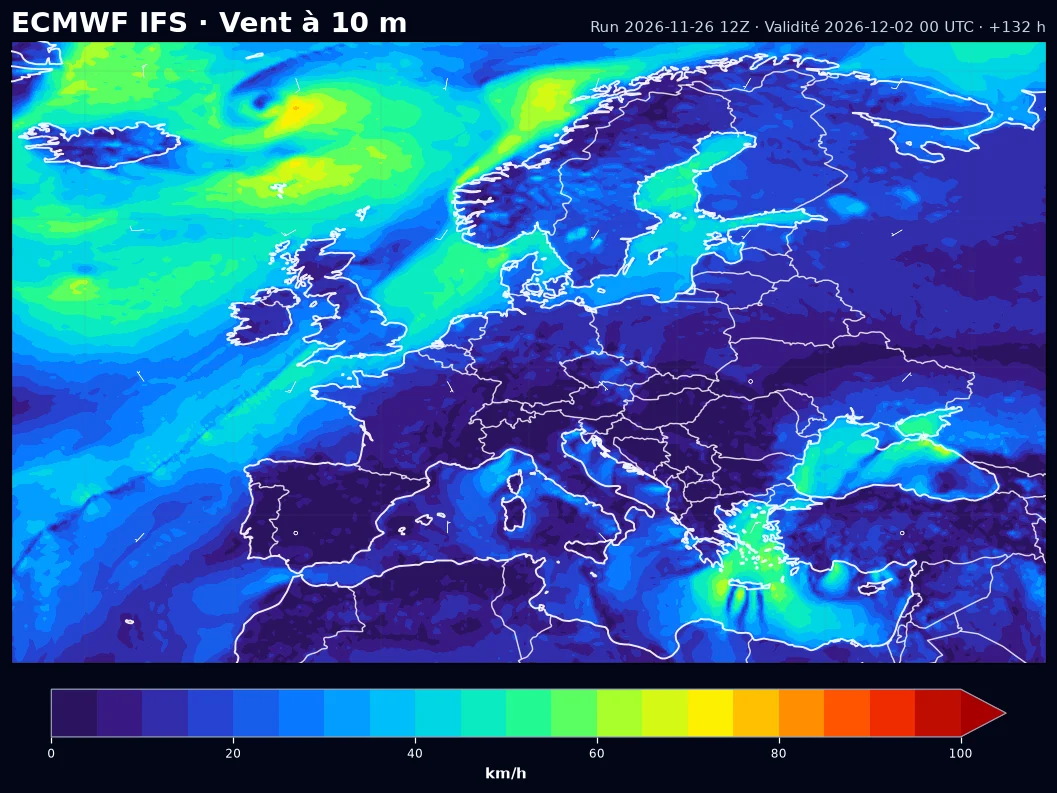 ECMWF IFS · Vent à 10 m
Run 2026-11-26 12Z · Validité 2026-12-02 00 UTC · +132 h
0 20 40 60 80 100
km/h